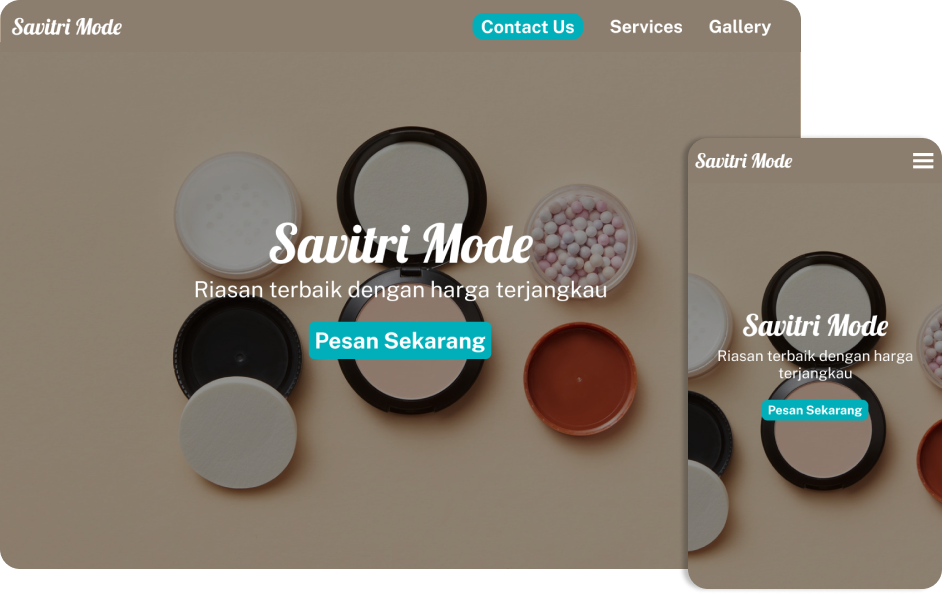 Savitri Mode
Contact Us
Services
Gallery
Savitri Mode
Riasan terbaik dengan harga terjangkau
Pesan Sekarang
Savitri Mode
Savitri Mode
Riasan terbaik dengan harga
terjangkau
Pesan Sekarang